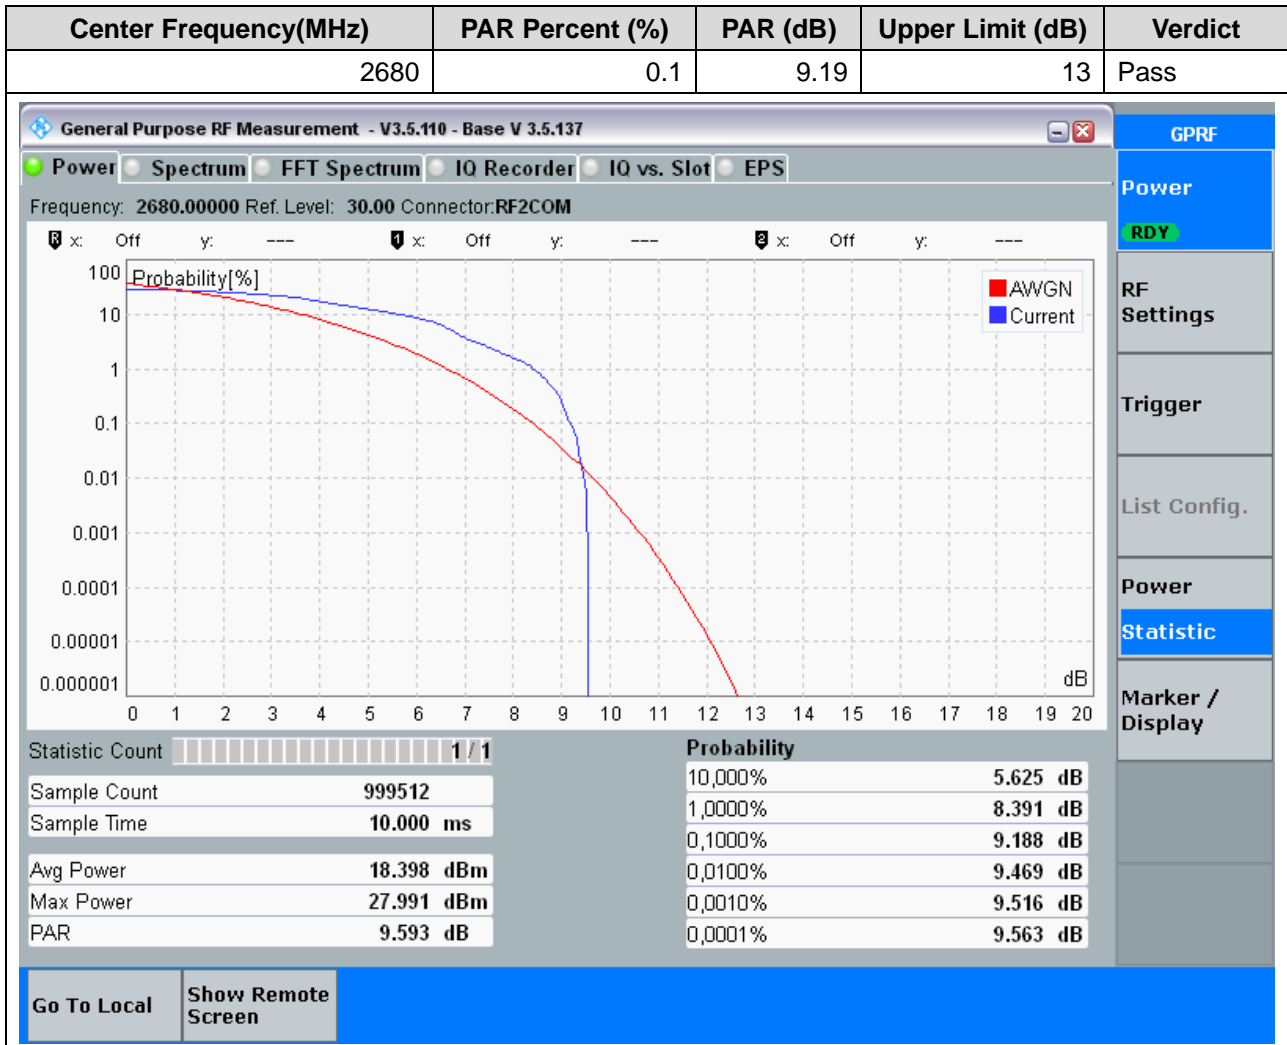 Center Frequency(MHz) PAR Percent (%) PAR (dB) Upper Limit (dB) Verdict
2680 0.1 9.19 13 Pass
General Purpose RF Measurement - V3.5.110 - Base V 3.5.137
GPRF
Power Spectrum FFT Spectrum IQ Recorder IQ vs. Slot EPS
Frequency: 2680.00000 Ref. Level: 30.00 Connector:RF2COM
R x: Off y: --- 1 x: Off y: --- 2 x: Off y: ---
Probability[%]
AWGN
Current
100
10
1
0.1
0.01
0.001
0.0001
0.00001
0.000001
dB
0 1 2 3 4 5 6 7 8 9 10 11 12 13 14 15 16 17 18 19 20
Statistic Count 1 / 1
Sample Count 999512
Sample Time 10.000 ms
Avg Power 18.398 dBm
Max Power 27.991 dBm
PAR 9.593 dB
Probability
10,000% 5.625 dB
1,0000% 8.391 dB
0,1000% 9.188 dB
0,0100% 9.469 dB
0,0010% 9.516 dB
0,0001% 9.563 dB
Power
RDY
RF
Settings
Trigger
List Config.
Power
Statistic
Marker /
Display
Go To Local
Show Remote
Screen